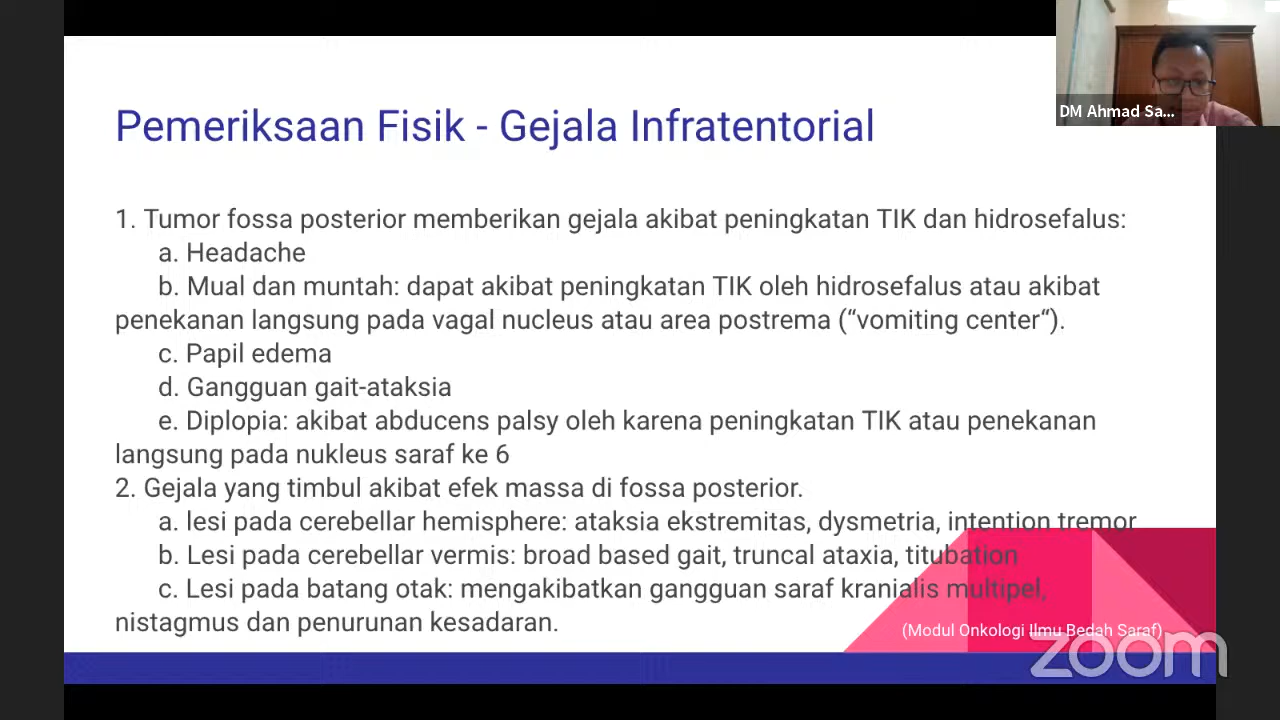 DM Ahmad Sa...
Pemeriksaan Fisik - Gejala Infratentorial
1. Tumor fossa posterior memberikan gejala akibat peningkatan TIK dan hidrosefalus:
a. Headache
b. Mual dan muntah: dapat akibat peningkatan TIK oleh hidrosefalus atau akibat
penekanan langsung pada vagal nucleus atau area postrema (“vomiting center“).
c. Papil edema
d. Gangguan gait-ataksia
e. Diplopia: akibat abducens palsy oleh karena peningkatan TIK atau penekanan
langsung pada nukleus saraf ke 6
2. Gejala yang timbul akibat efek massa di fossa posterior.
a. lesi pada cerebellar hemisphere: ataksia ekstremitas, dysmetria, intention tremor
b. Lesi pada cerebellar vermis: broad based gait, truncal ataxia, titubation
c. Lesi pada batang otak: mengakibatkan gangguan saraf kranialis multipel,
nistagmus dan penurunan kesadaran.
(Modul Onkologi Ilmu Bedah Saraf)
zoom